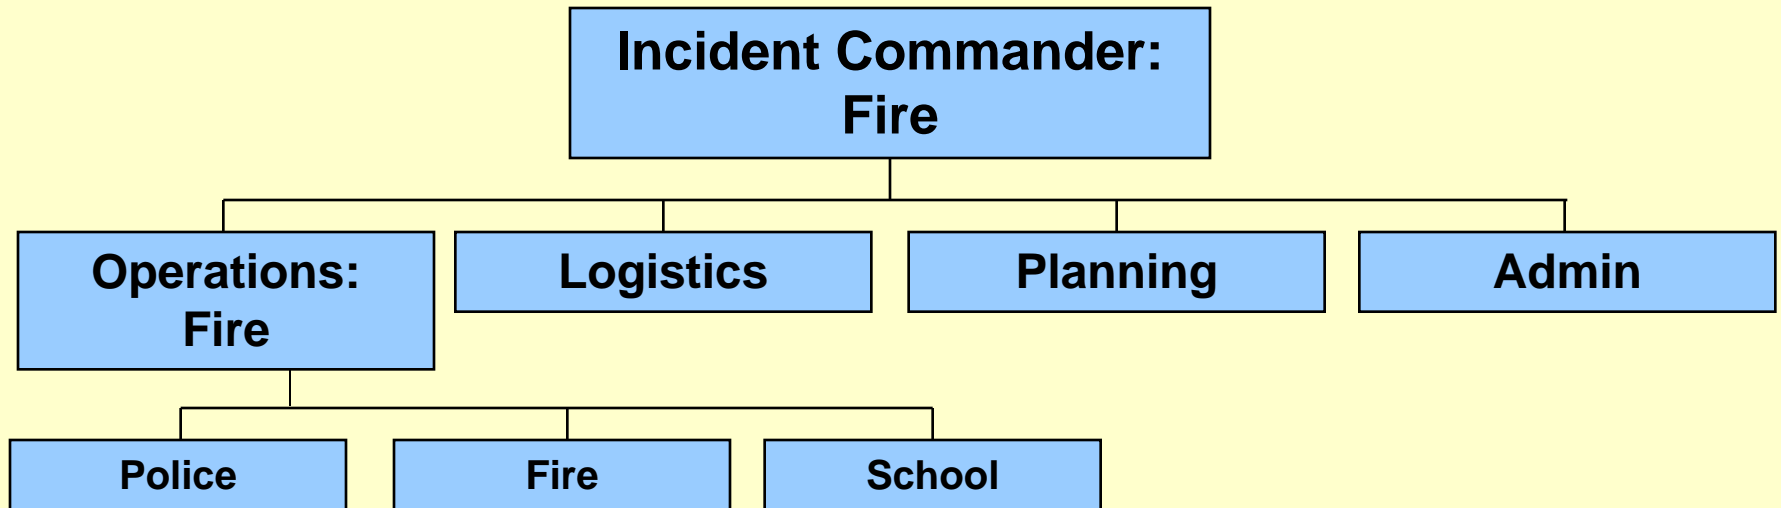 Incident Commander:
Fire
Operations:
Fire
Logistics
Planning
Admin
Police
Fire
School